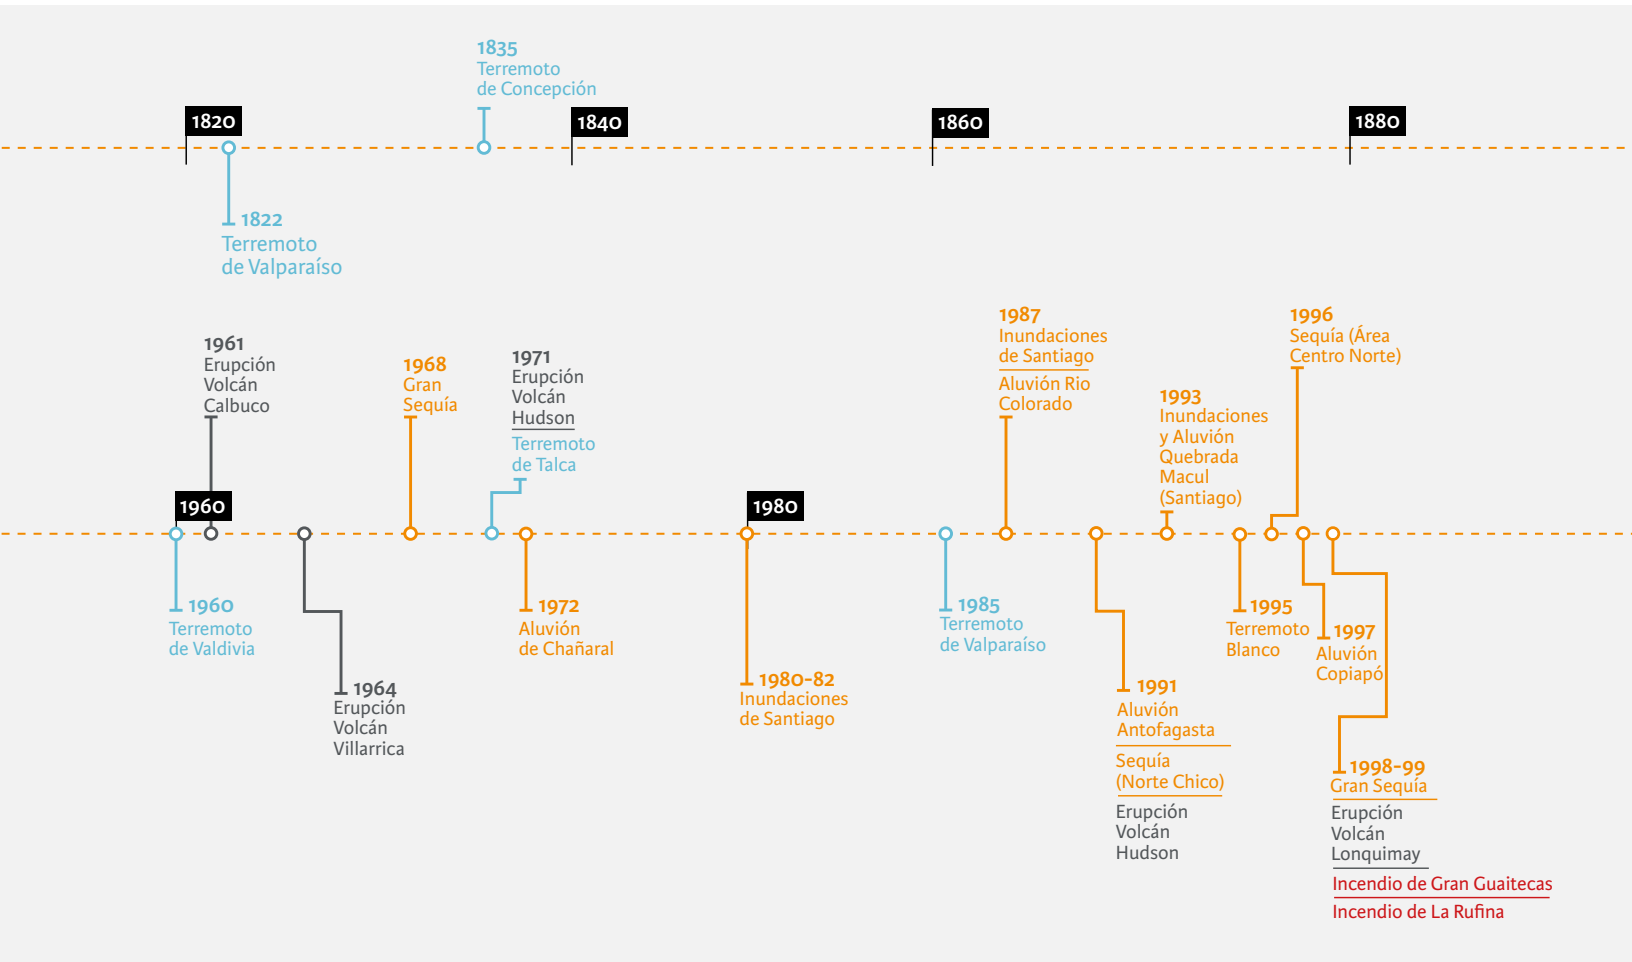 1835
Terremoto
de Concepción
1820
1840
1860
1880
1822
Terremoto
de Valparaíso
1961
Erupción
Volcán
Calbuco
1968
Gran
Sequía
1971
Erupción
Volcán
Hudson
Terremoto
de Talca
1987
Inundaciones
de Santiago
Aluvión Rio
Colorado
1993
Inundaciones
y Aluvión
Quebrada
Macul
(Santiago)
1996
Sequía (Área
Centro Norte)
1960
1980
1960
Terremoto
de Valdivia
1964
Erupción
Volcán
Villarrica
1972
Aluvión
de Chañaral
1980-82
Inundaciones
de Santiago
1985
Terremoto
de Valparaíso
1991
Aluvión
Antofagasta
Sequía
(Norte Chico)
Erupción
Volcán
Hudson
1995
Terremoto
Blanco
1997
Aluvión
Copiapó
1998-99
Gran Sequía
Erupción
Volcán
Lonquimay
Incendio de Gran Guaitecas
Incendio de La Rufina